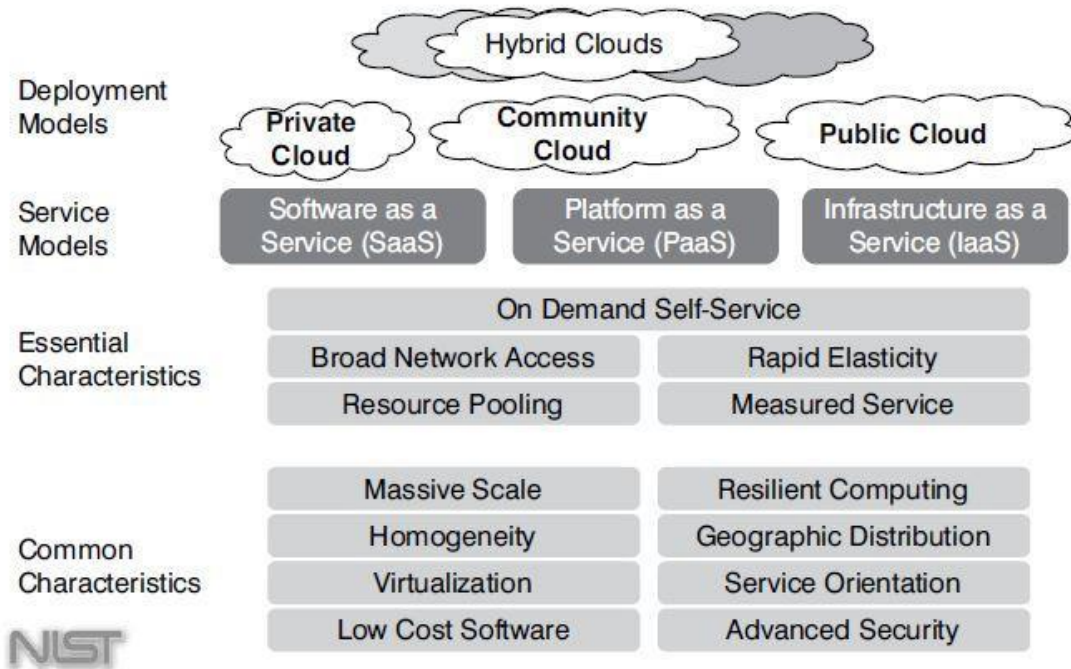 Hybrid Clouds
Deployment
Models
Private
Cloud
Community
Cloud
Public Cloud
Service
Models
Software as a
Service (SaaS)
Platform as a
Service (PaaS)
Infrastructure as a
Service (IaaS)
Essential
Characteristics
On Demand Self-Service
Broad Network Access
Rapid Elasticity
Resource Pooling
Measured Service
Common
Characteristics
Massive Scale
Resilient Computing
Homogeneity
Geographic Distribution
Virtualization
Service Orientation
Low Cost Software
Advanced Security
NIST